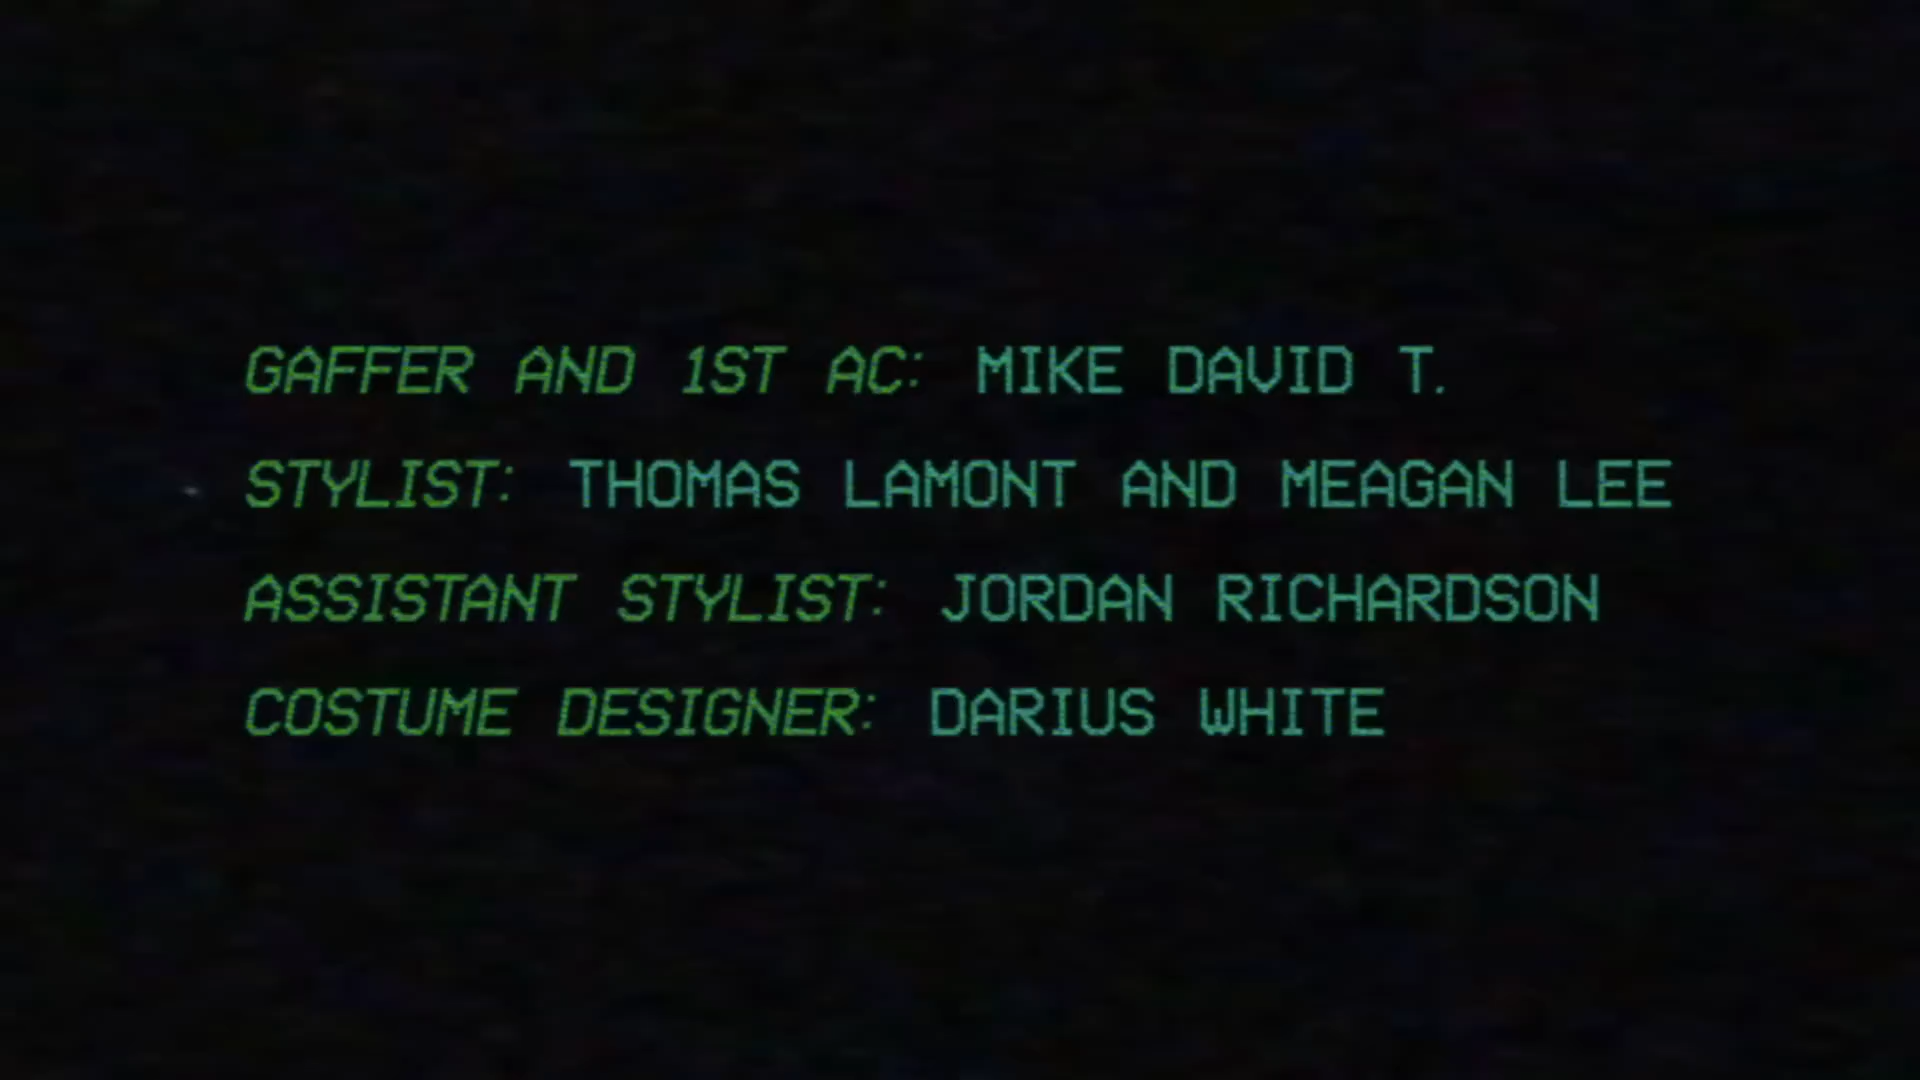 GAFFER AND 1ST AC: MIKE DAVID T.
STYLIST: THOMAS LAMONT AND MEAGAN LEE
ASSISTANT STYLIST: JORDAN RICHARDSON
COSTUME DESIGNER: DARIUS WHITE